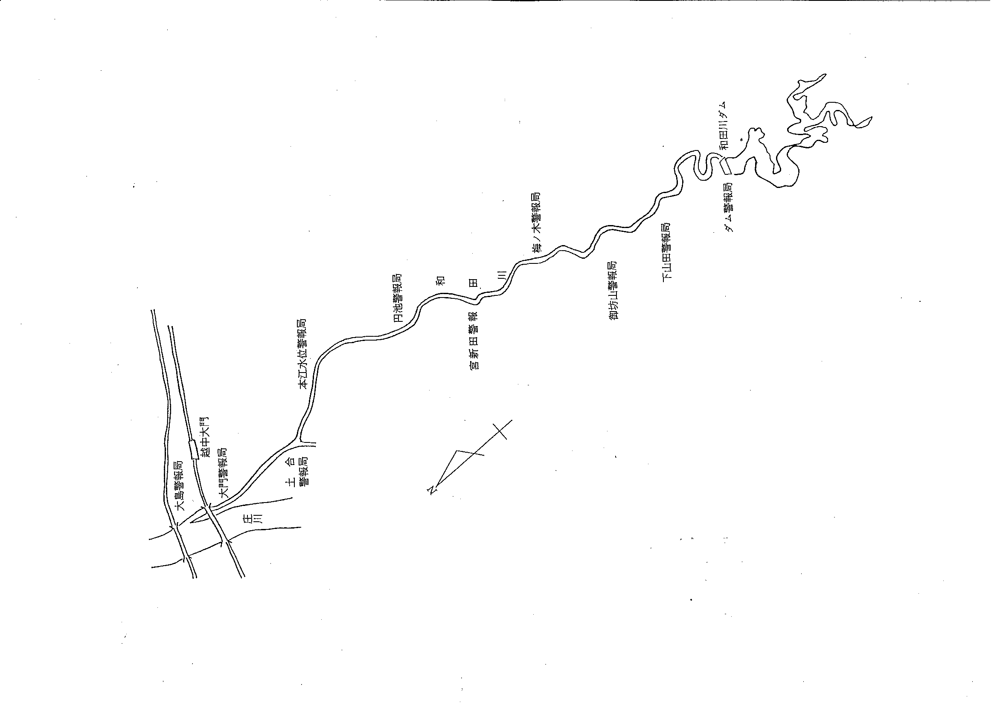 大島警報局
越中大門
大門警報局
庄川
土合
警報局
本江水位警報局
円池警報局
和田川
宮新田警報
梅ノ木警報局
御坊山警報局
下山田警報局
和田川ダム
ダム警報局
N